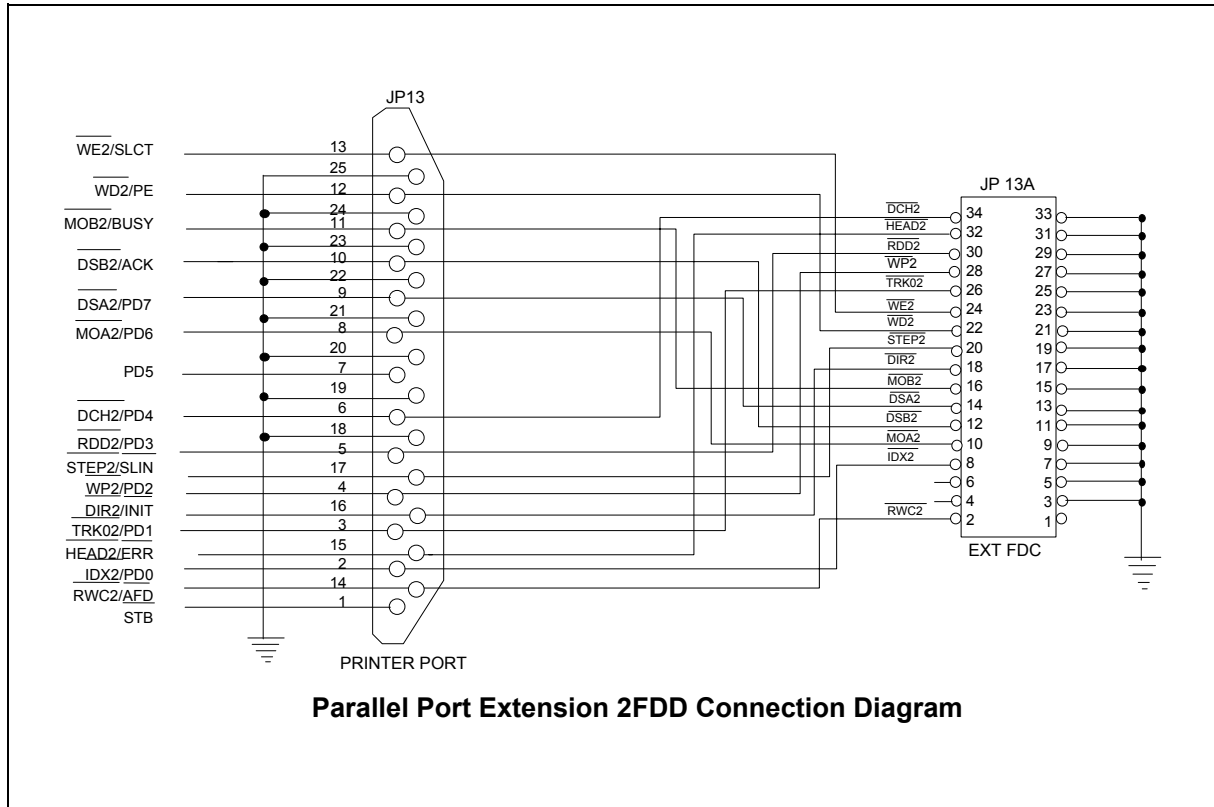 JP13
WE2/SLCT 13
25
WD2/PE 12
24
MOB2/BUSY 11
23
DSB2/ACK 10
22
DSA2/PD7 9
21
MOA2/PD6 8
20
PD5 7
19
DCH2/PD4 6
18
RDD2/PD3 5
STEP2/SLIN 17
WP2/PD2 4
DIR2/INIT 16
TRK02/PD1 3
HEAD2/ERR 15
IDX2/PD0 2
RWC2/AFD 14
STB 1
PRINTER PORT
JP 13A
DCH2 34 33
HEAD2 32 31
RDD2 30 29
WP2 28 27
TRK02 26 25
WE2 24 23
WD2 22 21
STEP2 20 19
DIR2 18 17
MOB2 16 15
DSA2 14 13
DSB2 12 11
MOA2 10 9
IDX2 8 7
6 5
4 3
RWC2 2 1
EXT FDC
Parallel Port Extension 2FDD Connection Diagram